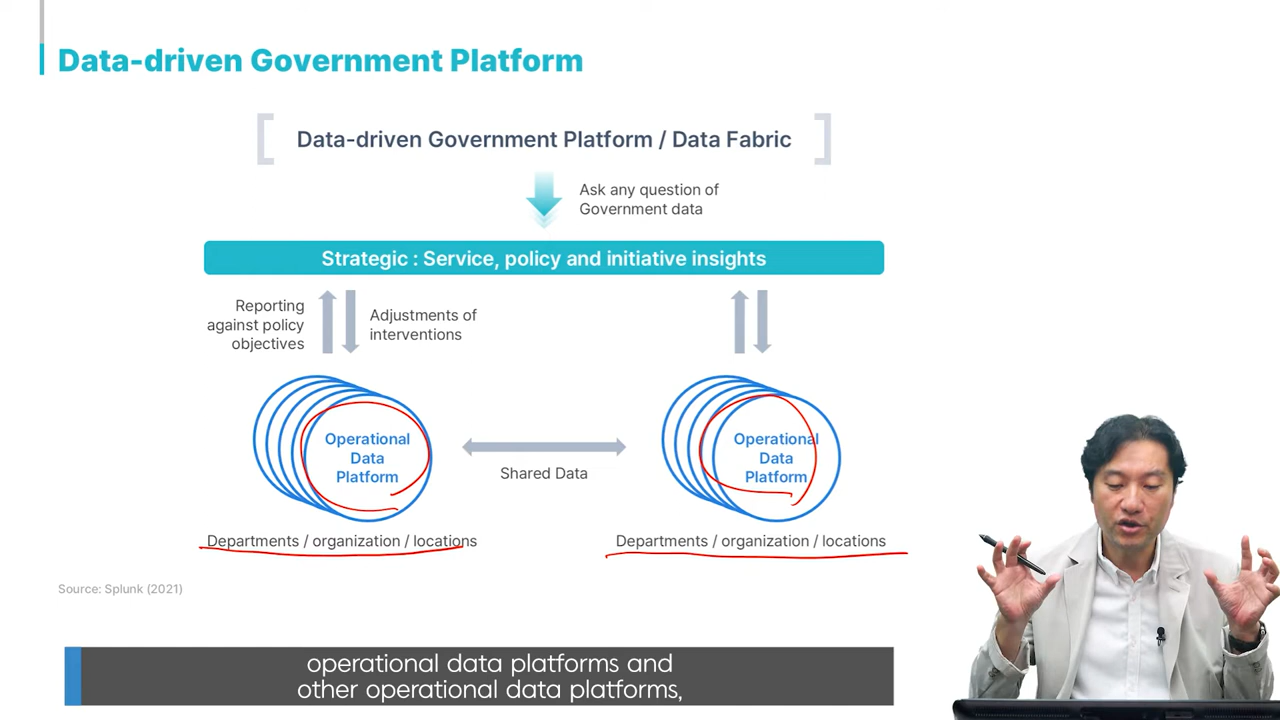 Data-driven Government Platform
Data-driven Government Platform / Data Fabric
Ask any question of
Government data
Strategic : Service, policy and initiative insights
Reporting
against policy
objectives
Adjustments of
interventions
Operational
Data
Platform
Shared Data
Operational
Data
Platform
Departments / organization / locations
Departments / organization / locations
Source: Splunk (2021)
operational data platforms and
other operational data platforms,